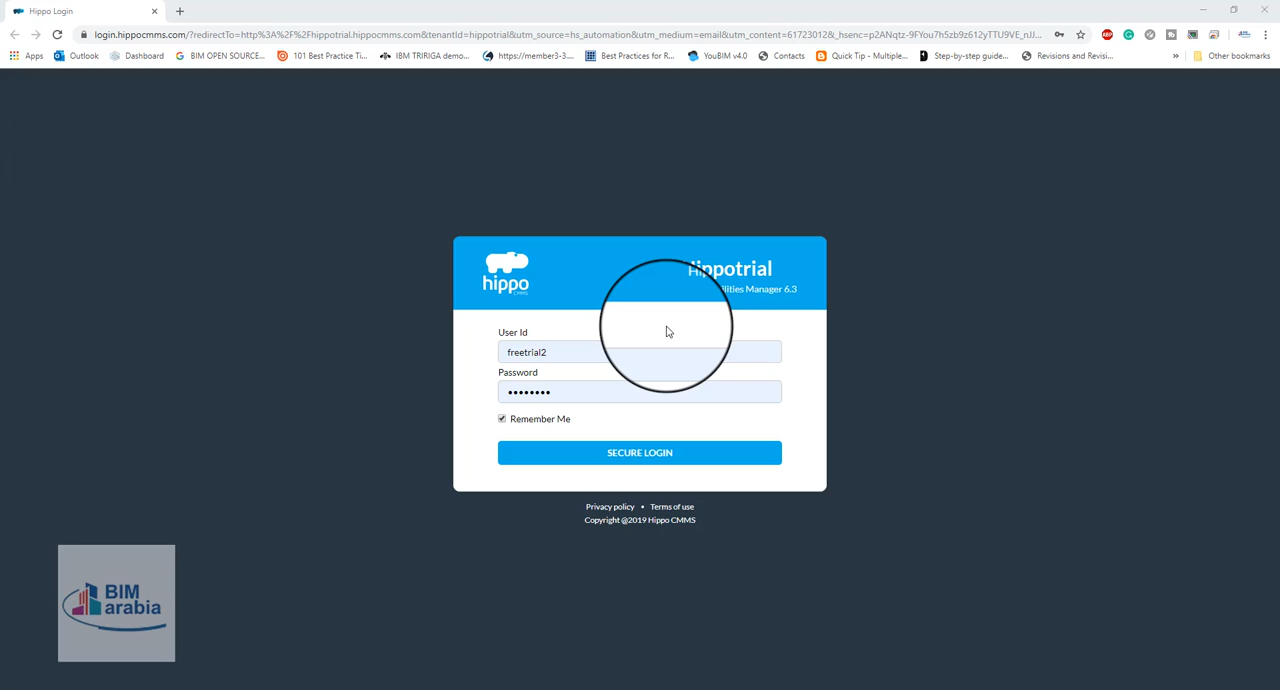 Hippo Login
login.hippocmms.com/?redirectTo=http%3A%2F%2Fhippotrial.hippocmms.com&tenantId=hippotrial&utm_source=hs_automation&utm_medium=email&utm_content=61723012&_hsenc=p2ANqtz-9FYou7h5zb9z612yTTU9VE_nJJ...
Apps Outlook Dashboard BIM OPEN SOURCE... 101 Best Practice Ti... IBM TRIRIGA demo... https://member3-3.... Best Practices for R... YouBIM v4.0 Contacts Quick Tip - Multiple... Step-by-step guide... Revisions and Revisi... » Other bookmarks
hippo
CMMS
Hippotrial
ilities Manager 6.3
User Id
freetrial2
Password
Remember Me
SECURE LOGIN
Privacy policy • Terms of use
Copyright @2019 Hippo CMMS
BIM
arabia